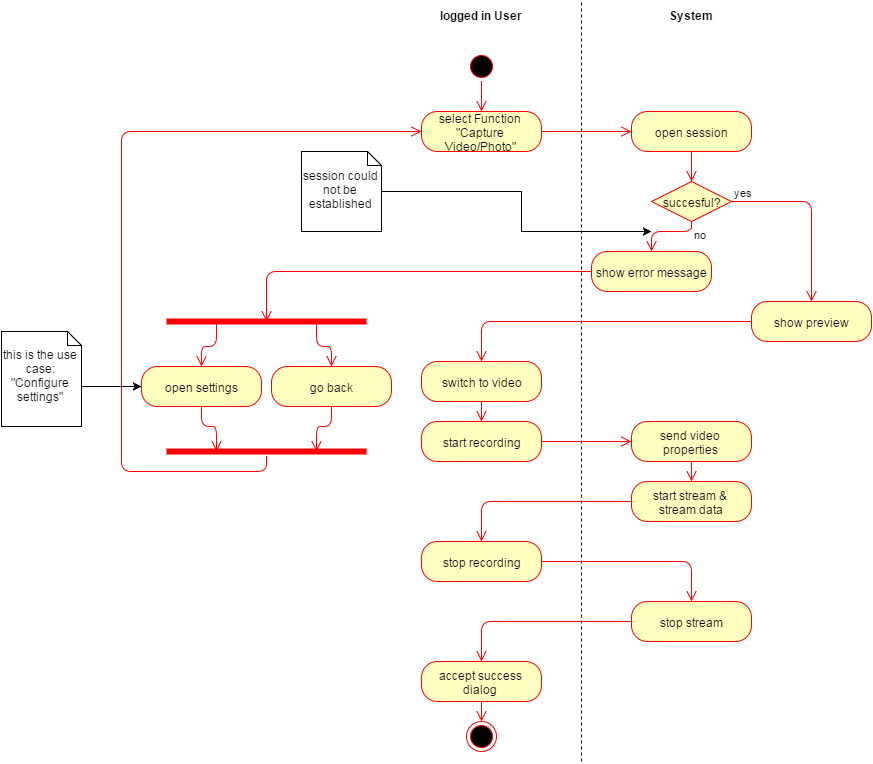 logged in User
System
select Function
"Capture
Video/Photo"
open session
session could
not be
established
succesful?
yes
no
show error message
show preview
this is the use
case:
"Configure
settings"
open settings
go back
switch to video
start recording
send video
properties
start stream &
stream data
stop recording
stop stream
accept success
dialog